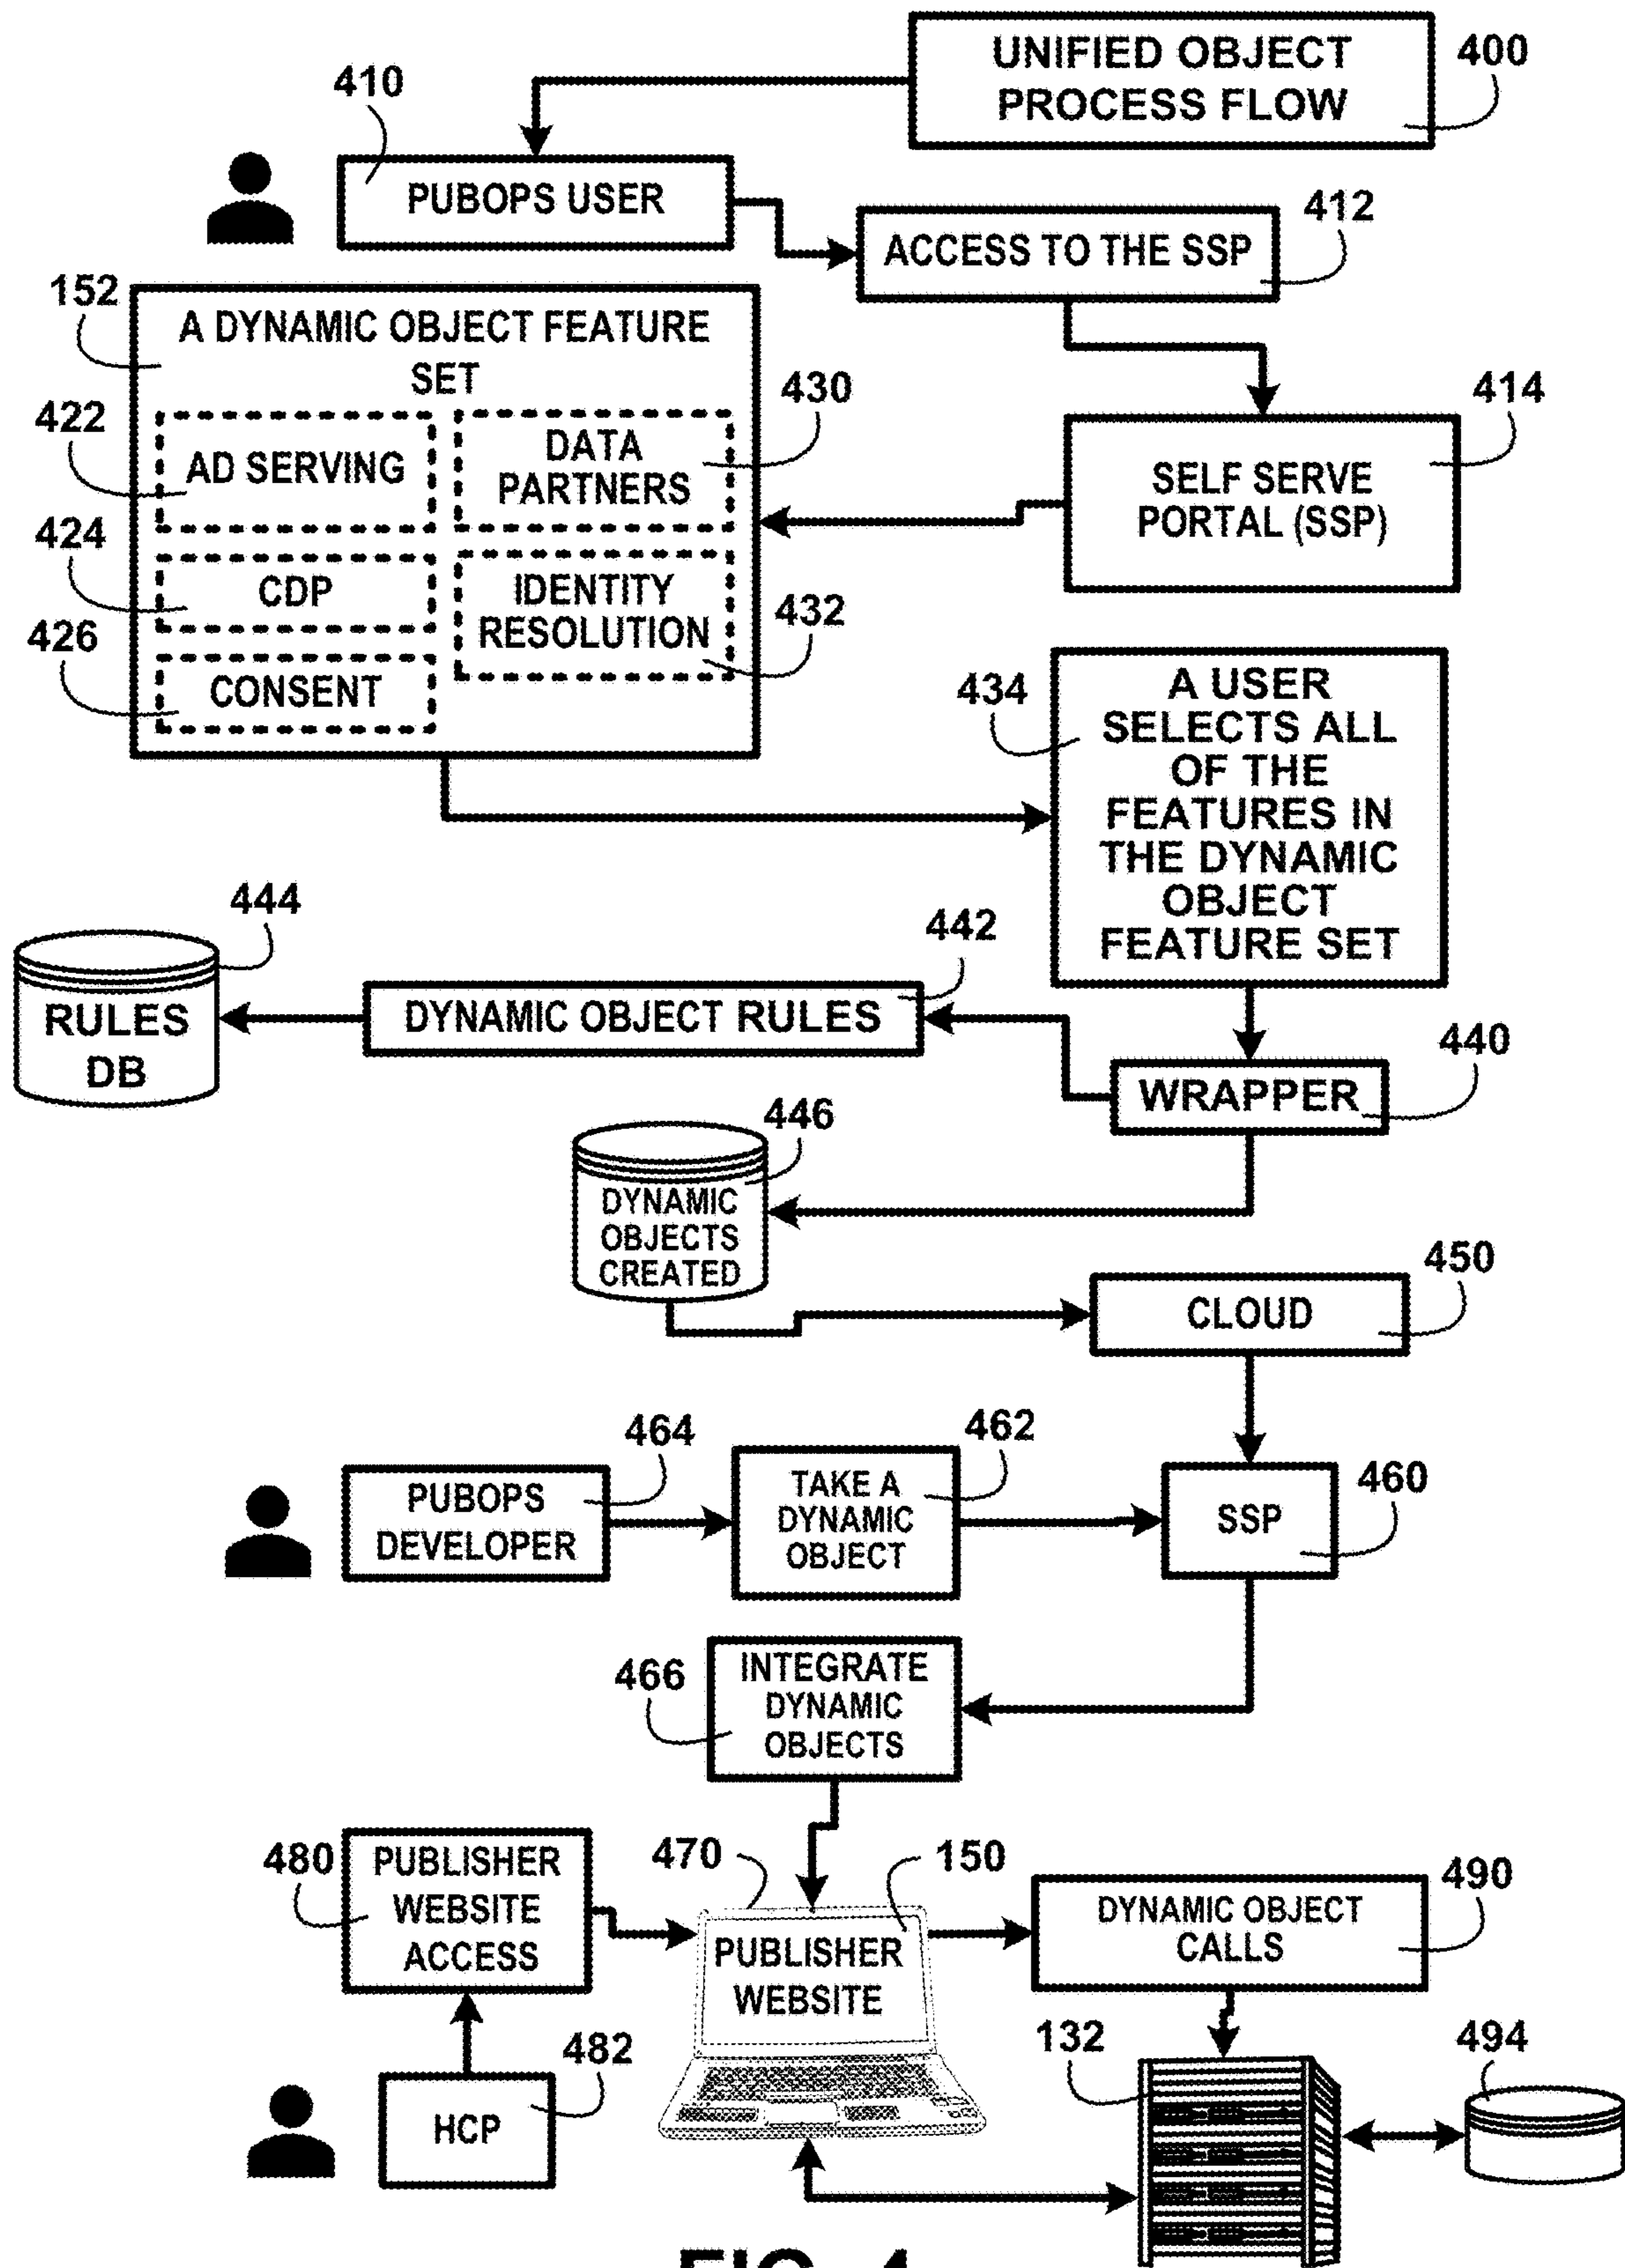 UNIFIED OBJECT
PROCESS FLOW
400
410
PUBOPS USER
412
ACCESS TO THE SSP
152
A DYNAMIC OBJECT FEATURE
SET
414
SELF SERVE
PORTAL (SSP)
422
AD SERVING
430
DATA
PARTNERS
424
CDP
432
IDENTITY
RESOLUTION
426
CONSENT
434
A USER
SELECTS ALL
OF THE
FEATURES IN
THE DYNAMIC
OBJECT
FEATURE SET
444
RULES
DB
442
DYNAMIC OBJECT RULES
440
WRAPPER
446
DYNAMIC
OBJECTS
CREATED
450
CLOUD
464
PUBOPS
DEVELOPER
462
TAKE A
DYNAMIC
OBJECT
460
SSP
466
INTEGRATE
DYNAMIC
OBJECTS
480
PUBLISHER
WEBSITE
ACCESS
470
150
PUBLISHER
WEBSITE
490
DYNAMIC OBJECT
CALLS
482
HCP
132
494
FIG. 4